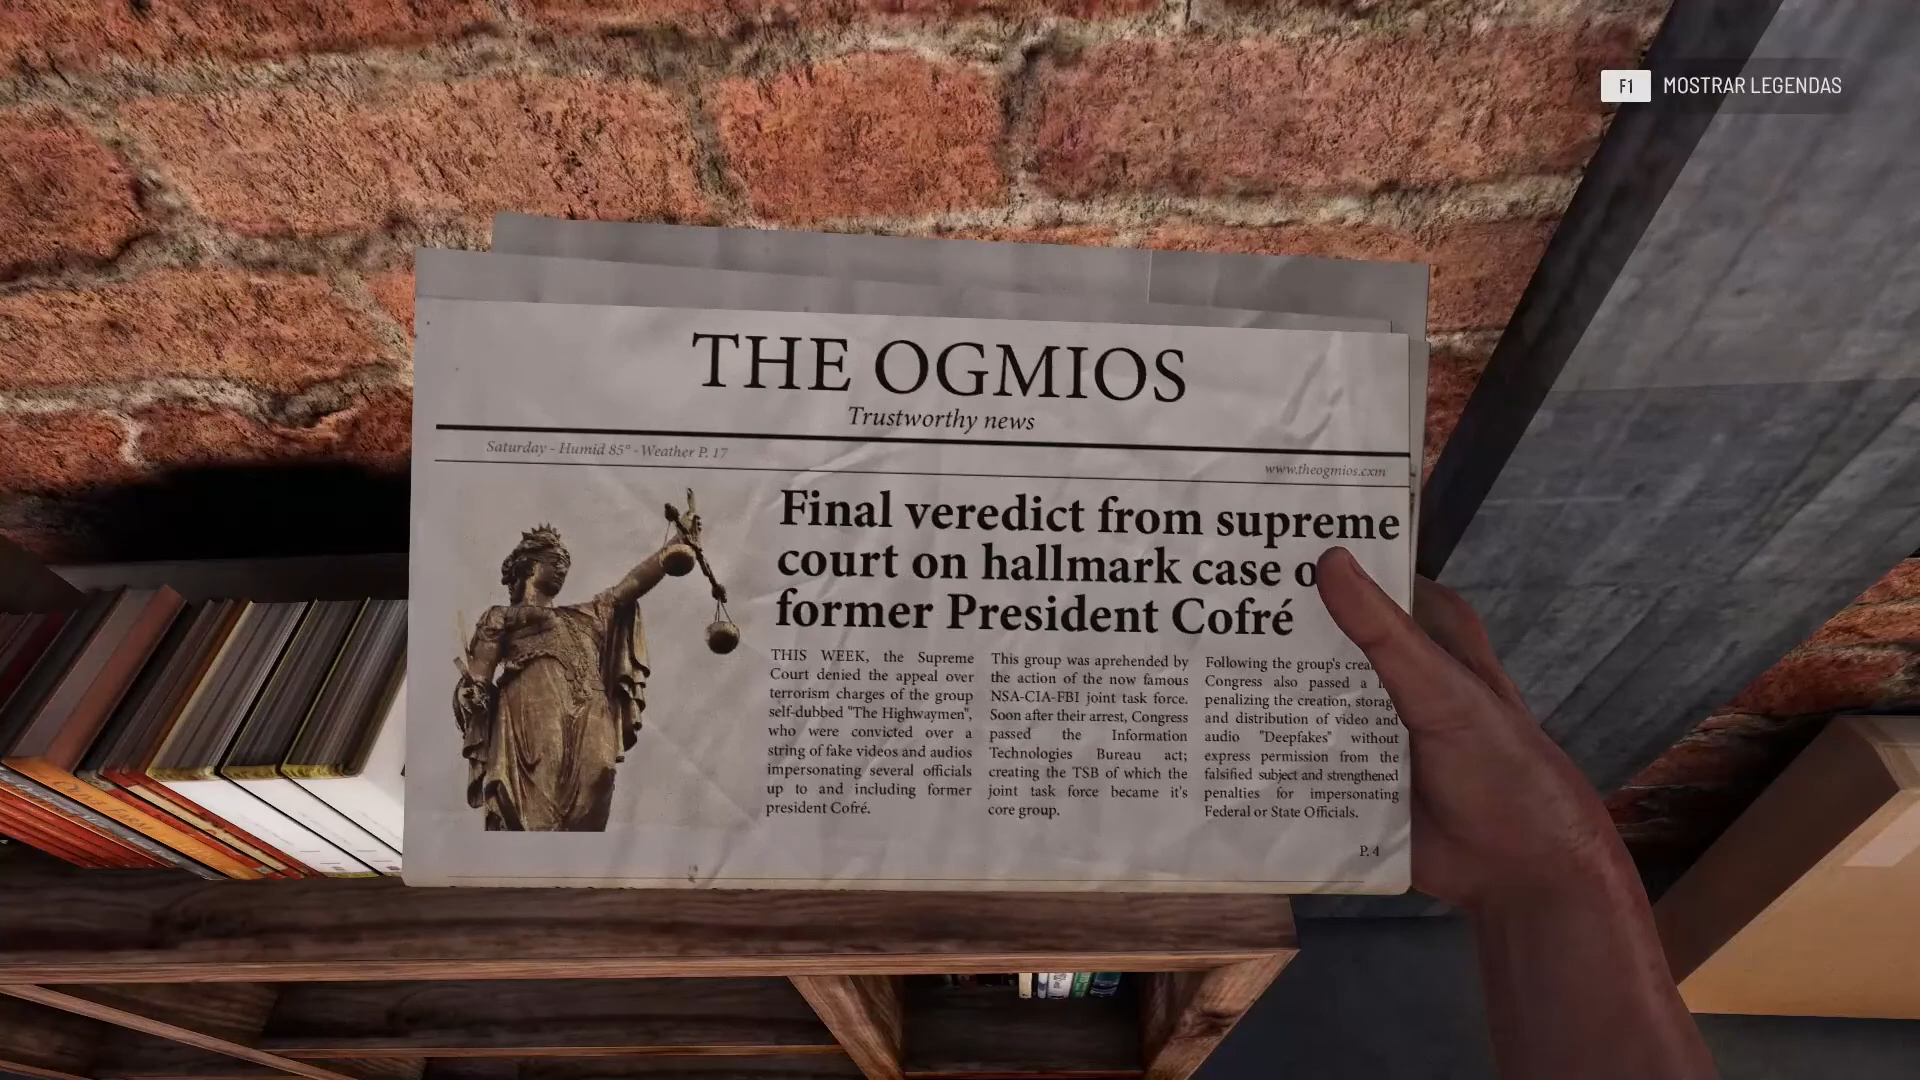 F1 MOSTRAR LEGENDAS
THE OGMIOS
Trustworthy news
Saturday - Humid 85° - Weather P. 17
www.theogmios.cxm
Final veredict from supreme
court on hallmark case
former President Cofré
THIS WEEK, the Supreme
Court denied the appeal over
terrorism charges of the group
self-dubbed "The Highwaymen",
who were convicted over a
string of fake videos and audios
impersonating several officials
up to and including former
president Cofré.
This group was aprehended by
the action of the now famous
NSA-CIA-FBI joint task force.
Soon after their arrest, Congress
passed the Information
Technologies Bureau act;
creating the TSB of which the
joint task force became it's
core group.
Following the group's
Congress also passed a
penalizing the creation, storag
and distribution of video and
audio "Deepfakes" without
express permission from the
falsified subject and strengthened
penalties for impersonating
Federal or State Officials.
P. 4